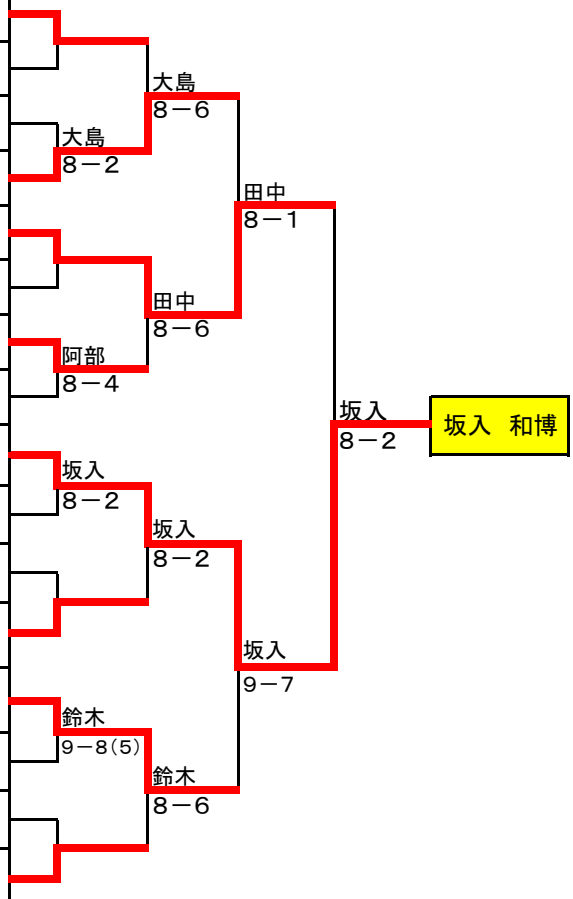 大島
8－6
大島
8－2
田中
8－1
田中
8－6
阿部
8－4
坂入
8－2
坂入 和博
坂入
8－2
坂入
8－2
坂入
9－7
鈴木
9－8(5)
鈴木
8－6